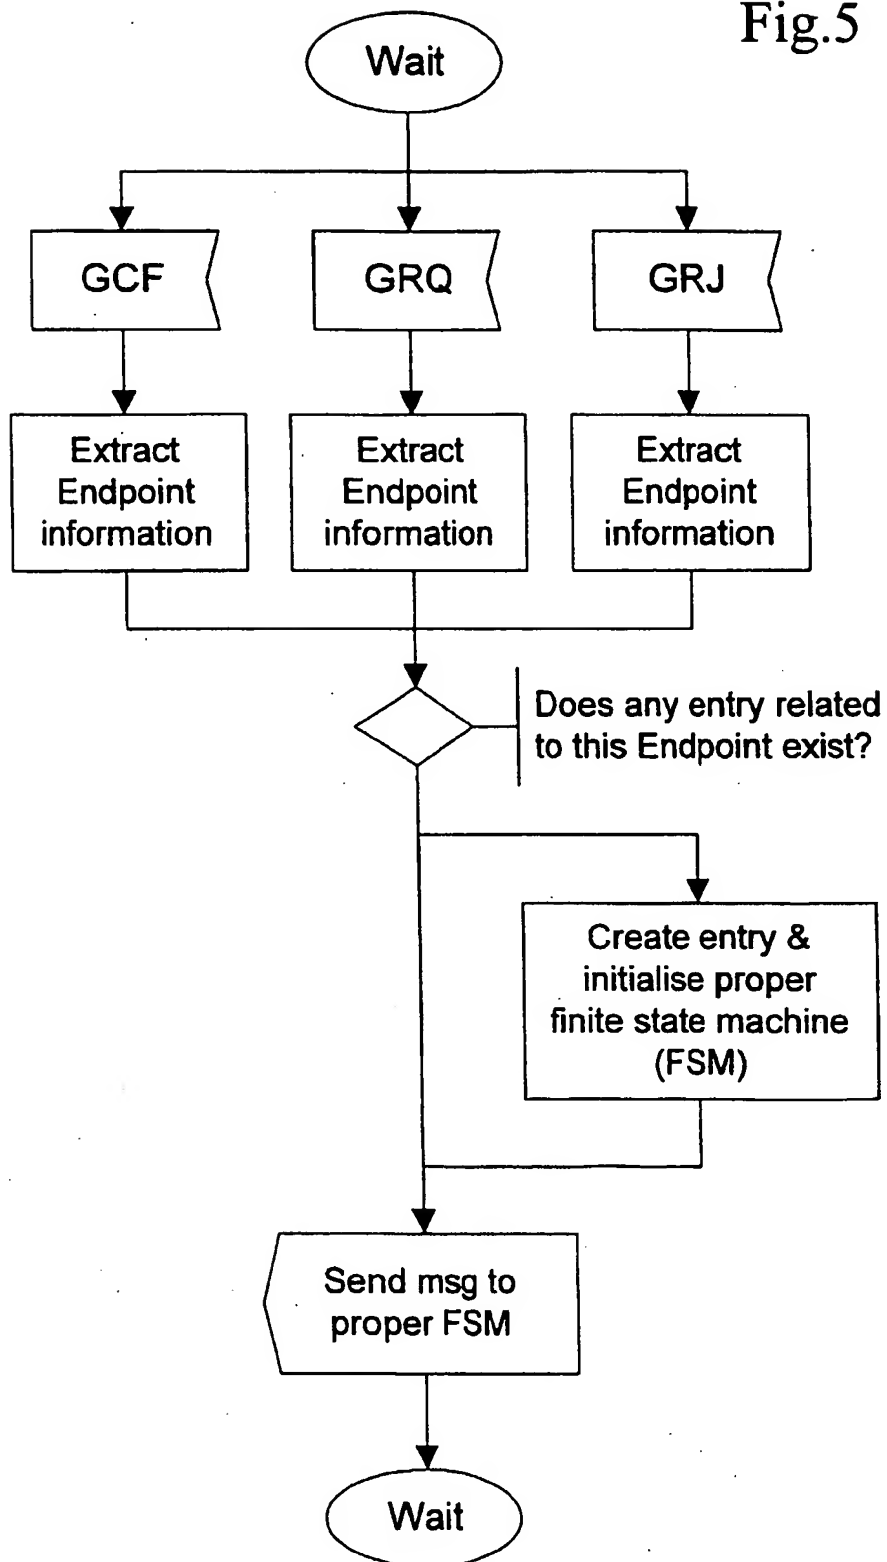 Fig.5
Wait
GCF
GRQ
GRJ
Extract
Endpoint
information
Extract
Endpoint
information
Extract
Endpoint
information
Does any entry related
to this Endpoint exist?
Create entry &
initialise proper
finite state machine
(FSM)
Send msg to
proper FSM
Wait